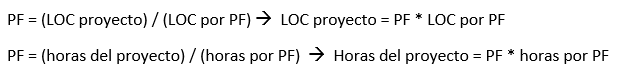 PF = (LOC proyecto) / (LOC por PF) → LOC proyecto = PF * LOC por PF
PF = (horas del proyecto) / (horas por PF) → Horas del proyecto = PF * horas por PF